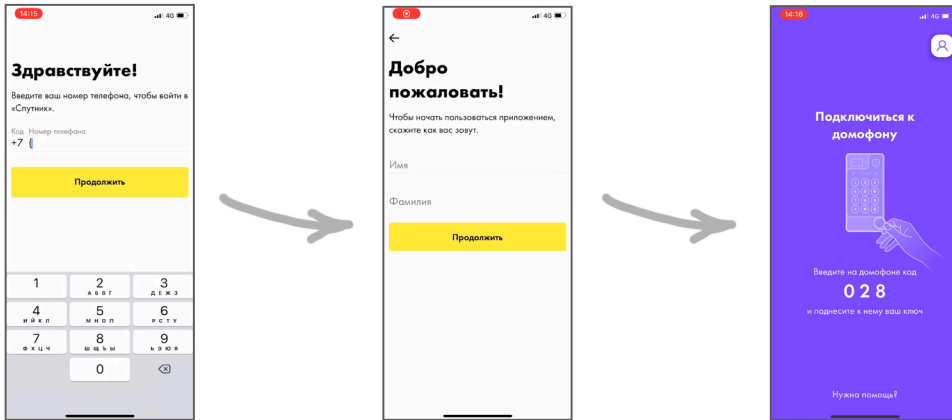 14:15
4G
Здравствуйте!
Введите ваш номер телефона, чтобы войти в
«Спутник».
Код Номер телефона
+7 (
Продолжить
1
2
АБВГ
3
ДЕЖЗ
4
ИЙКЛ
5
МНОП
6
РСТУ
7
ФХЦЧ
8
ШЩЪЫ
9
ЬЭЮЯ
0
4G
Добро
пожаловать!
Чтобы начать пользоваться приложением,
скажите как вас зовут.
Имя
Фамилия
Продолжить
14:16
4G
Подключиться к
домофону
Введите на домофоне код
028
и поднесите к нему ваш ключ
Нужна помощь?